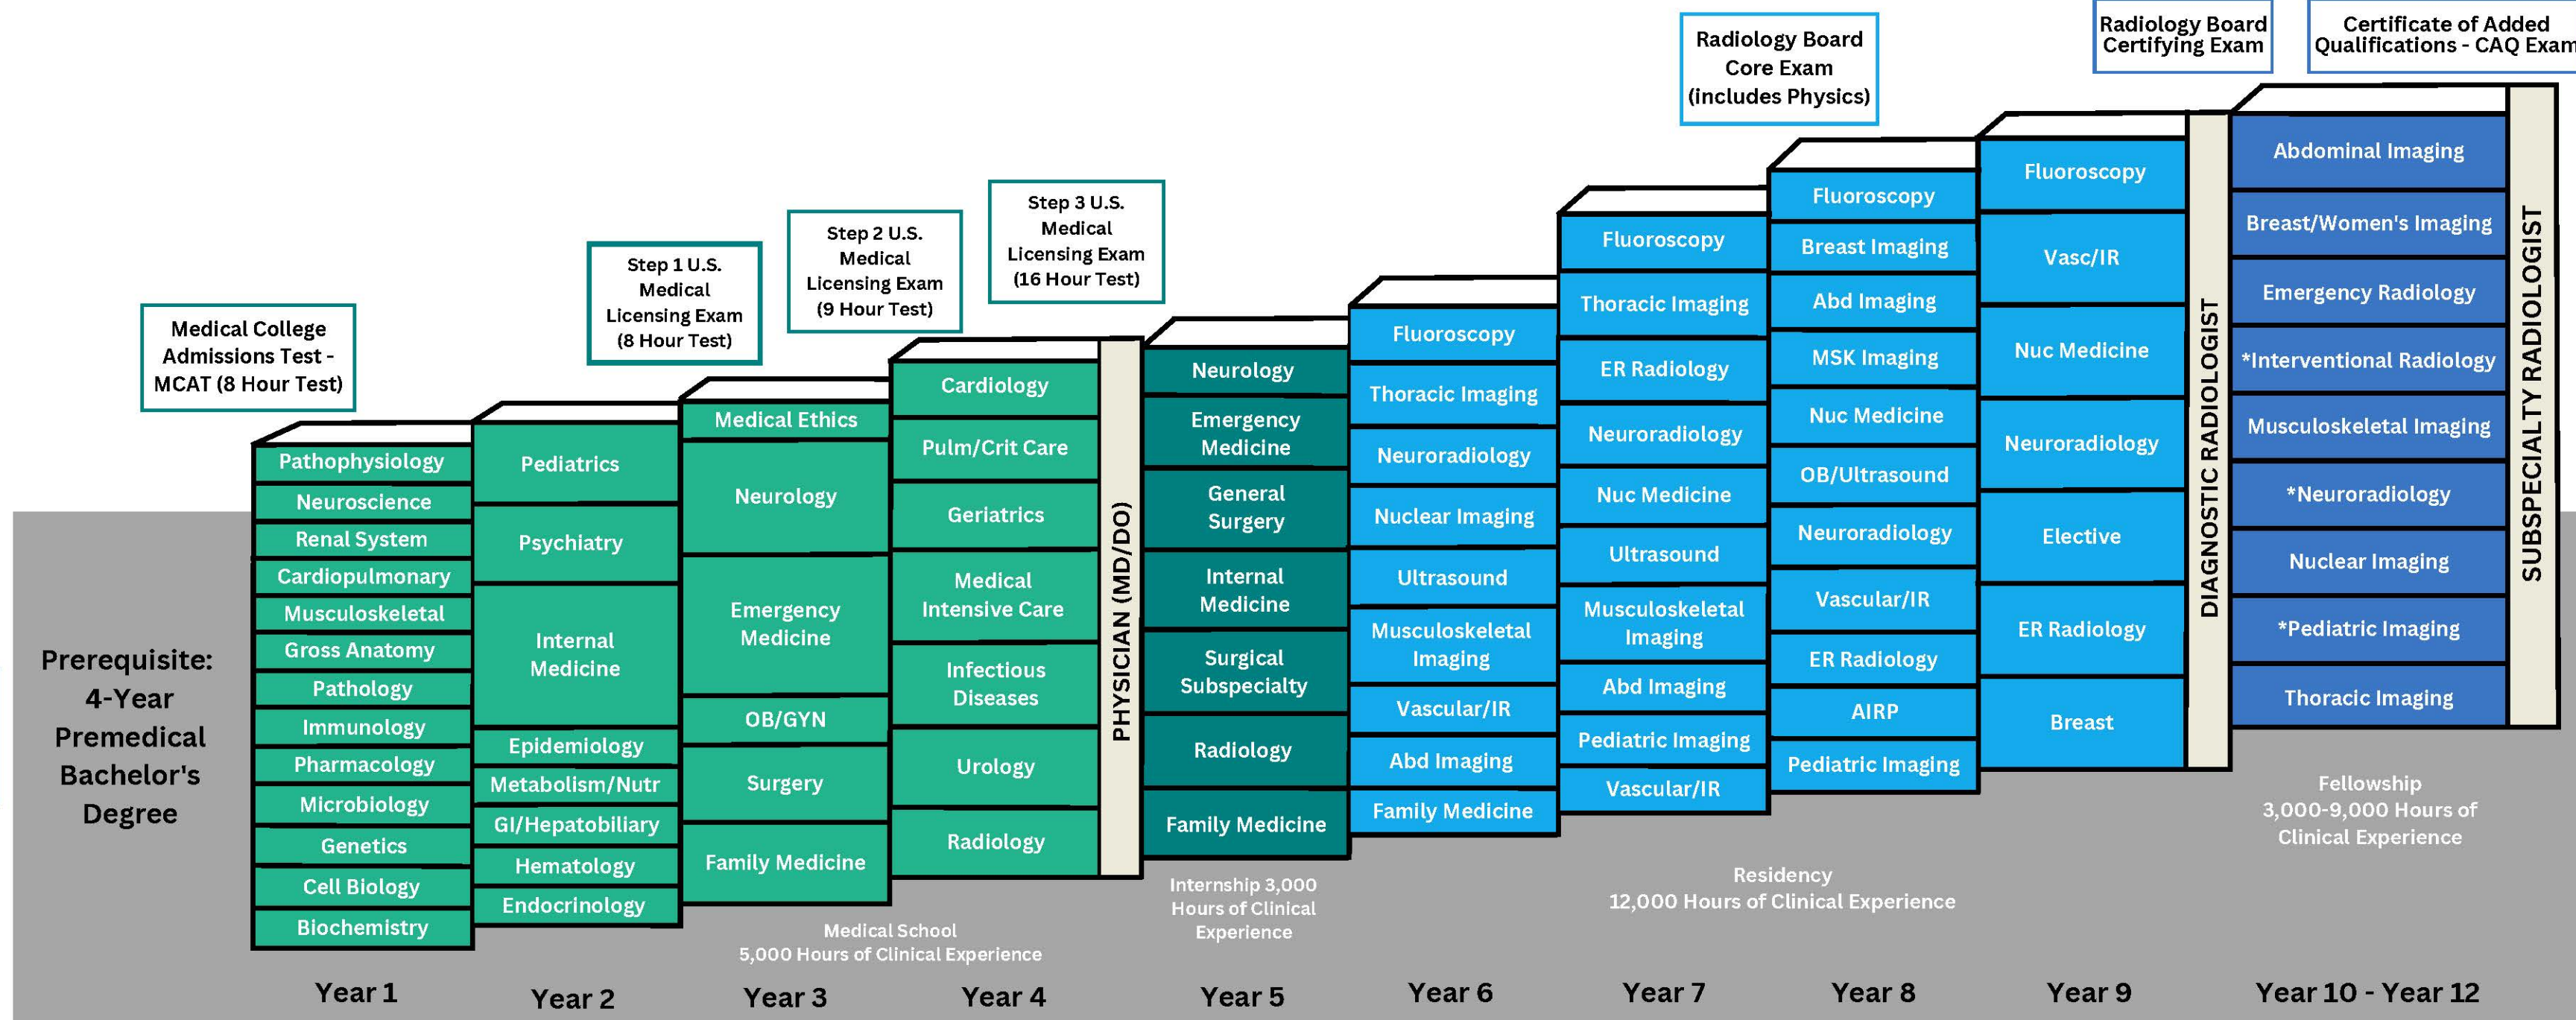 Medical College
Admissions Test -
MCAT (8 Hour Test)
Step 1 U.S.
Medical
Licensing Exam
(8 Hour Test)
Step 2 U.S.
Medical
Licensing Exam
(9 Hour Test)
Step 3 U.S.
Medical
Licensing Exam
(16 Hour Test)
Radiology Board
Core Exam
(includes Physics)
Radiology Board
Certifying Exam
Certificate of Added
Qualifications - CAQ Exam
Prerequisite:
4-Year
Premedical
Bachelor's
Degree
Pathophysiology
Neuroscience
Renal System
Cardiopulmonary
Musculoskeletal
Gross Anatomy
Pathology
Immunology
Pharmacology
Microbiology
Genetics
Cell Biology
Biochemistry
Year 1
Pediatrics
Psychiatry
Internal
Medicine
Epidemiology
Metabolism/Nutr
GI/Hepatobiliary
Hematology
Endocrinology
Year 2
Medical Ethics
Neurology
Emergency
Medicine
OB/GYN
Surgery
Family Medicine
Year 3
Cardiology
Pulm/Crit Care
Geriatrics
Medical
Intensive Care
Infectious
Diseases
Urology
Radiology
Year 4
PHYSICIAN (MD/DO)
Medical School
5,000 Hours of Clinical Experience
Neurology
Emergency
Medicine
General
Surgery
Internal
Medicine
Surgical
Subspecialty
Radiology
Family Medicine
Internship 3,000
Hours of Clinical
Experience
Year 5
Fluoroscopy
Thoracic Imaging
Neuroradiology
Nuclear Imaging
Ultrasound
Musculoskeletal
Imaging
Vascular/IR
Abd Imaging
Family Medicine
Year 6
Fluoroscopy
Thoracic Imaging
ER Radiology
Neuroradiology
Nuc Medicine
Ultrasound
Musculoskeletal
Imaging
Abd Imaging
Pediatric Imaging
Vascular/IR
Year 7
Fluoroscopy
Breast Imaging
Abd Imaging
MSK Imaging
Nuc Medicine
OB/Ultrasound
Neuroradiology
Vascular/IR
ER Radiology
AIRP
Pediatric Imaging
Year 8
Fluoroscopy
Vasc/IR
Nuc Medicine
Neuroradiology
Elective
ER Radiology
Breast
Year 9
DIAGNOSTIC RADIOLOGIST
Residency
12,000 Hours of Clinical Experience
Abdominal Imaging
Breast/Women's Imaging
Emergency Radiology
*Interventional Radiology
Musculoskeletal Imaging
*Neuroradiology
Nuclear Imaging
*Pediatric Imaging
Thoracic Imaging
SUBSPECIALTY RADIOLOGIST
Fellowship
3,000-9,000 Hours of
Clinical Experience
Year 10 - Year 12